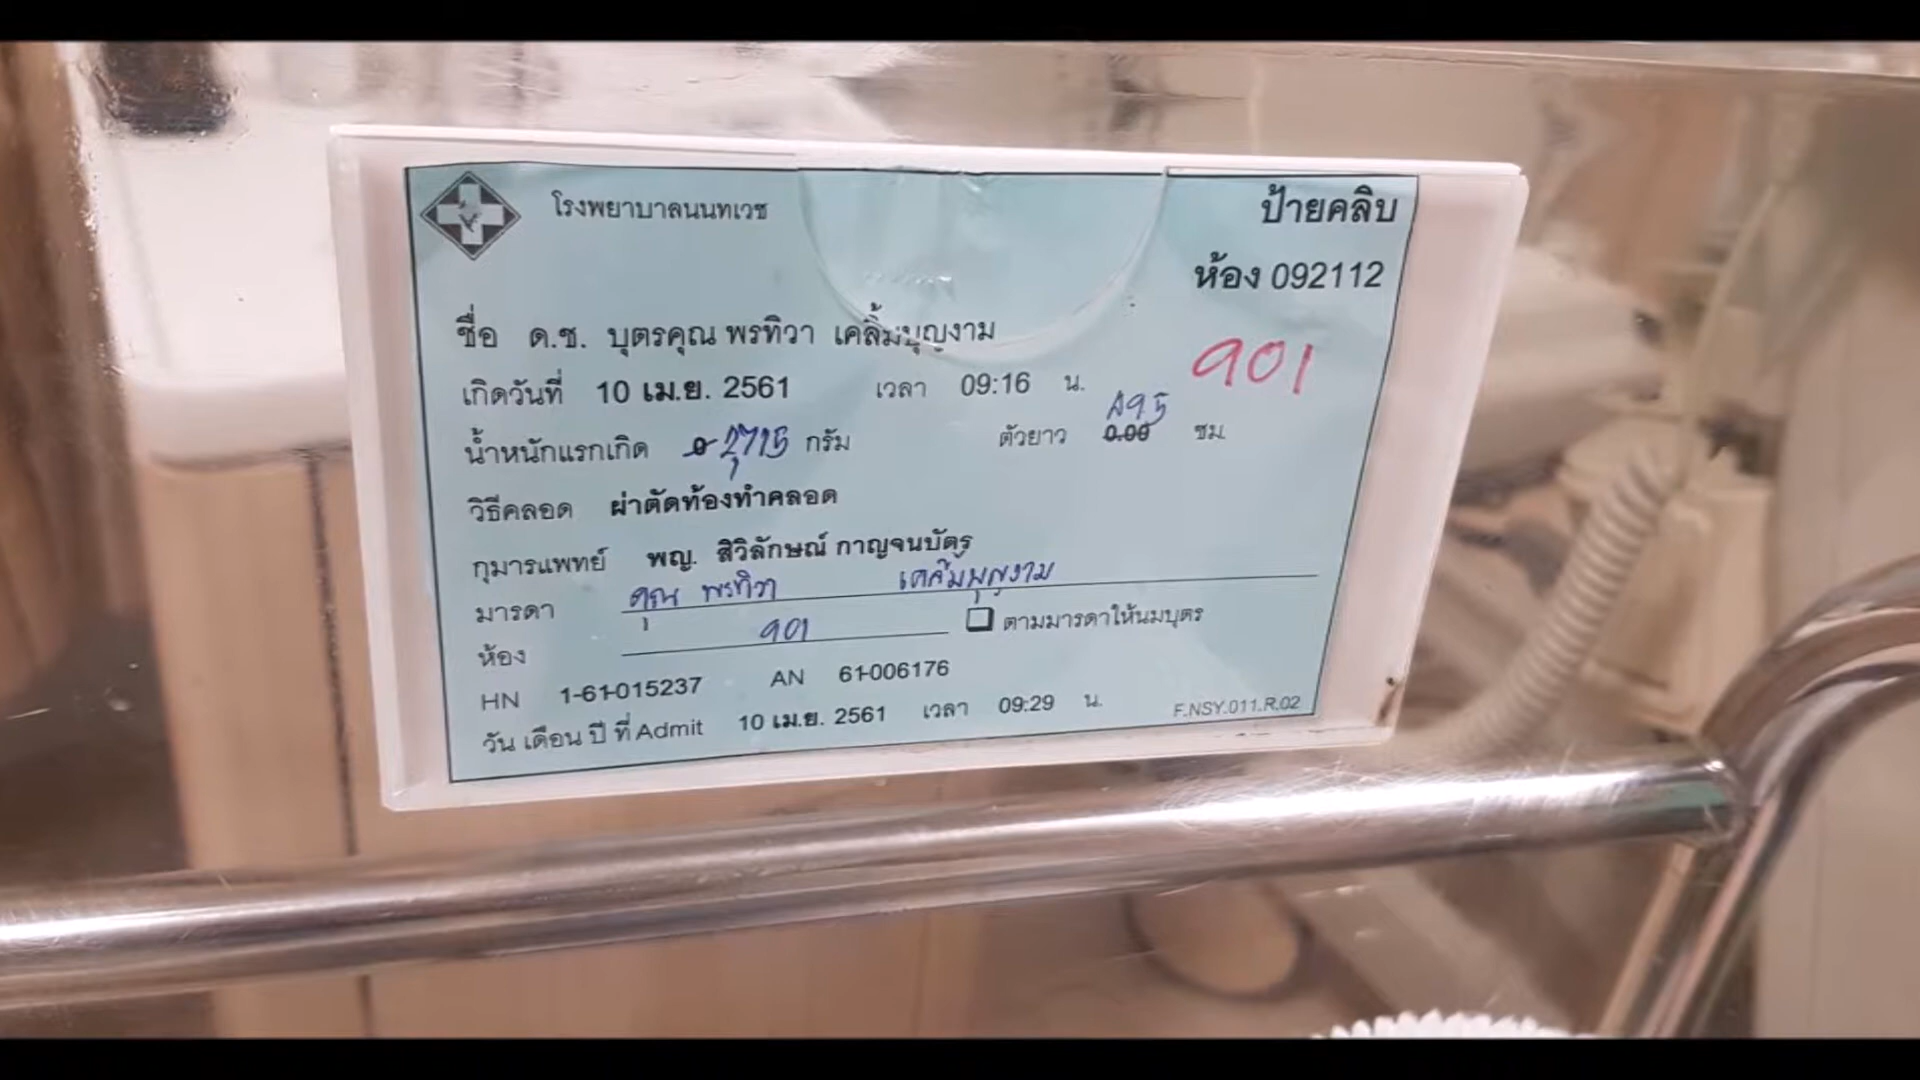 โรงพยาบาลนนทเวช
ป้ายคลิบ
ห้อง 092112
ชื่อ ด.ช. บุตรคุณ พรทิวา เคลิ้มบุญงาม
901
เกิดวันที่ 10 เม.ย. 2561 เวลา 09:16 น.
น้ำหนักแรกเกิด 0 2,715 กรัม ตัวยาว 0.00 49.5 ซม.
วิธีคลอด ผ่าตัดท้องทำคลอด
กุมารแพทย์ พญ. สิวิลักษณ์ กาญจนบัตร
มารดา คุณ พรทิวา เคลิ้มบุญงาม
ห้อง 901 ตามมารดาให้นมบุตร
HN 1-61-015237 AN 61-006176
วัน เดือน ปี ที่ Admit 10 เม.ย. 2561 เวลา 09:29 น.
F.NSY.011.R.02